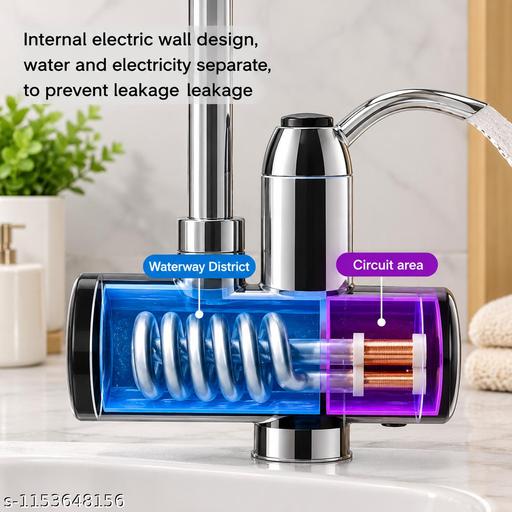 Internal electric wall design,
water and electricity separate,
to prevent leakage leakage
Waterway District
Circuit area
s-1153648156